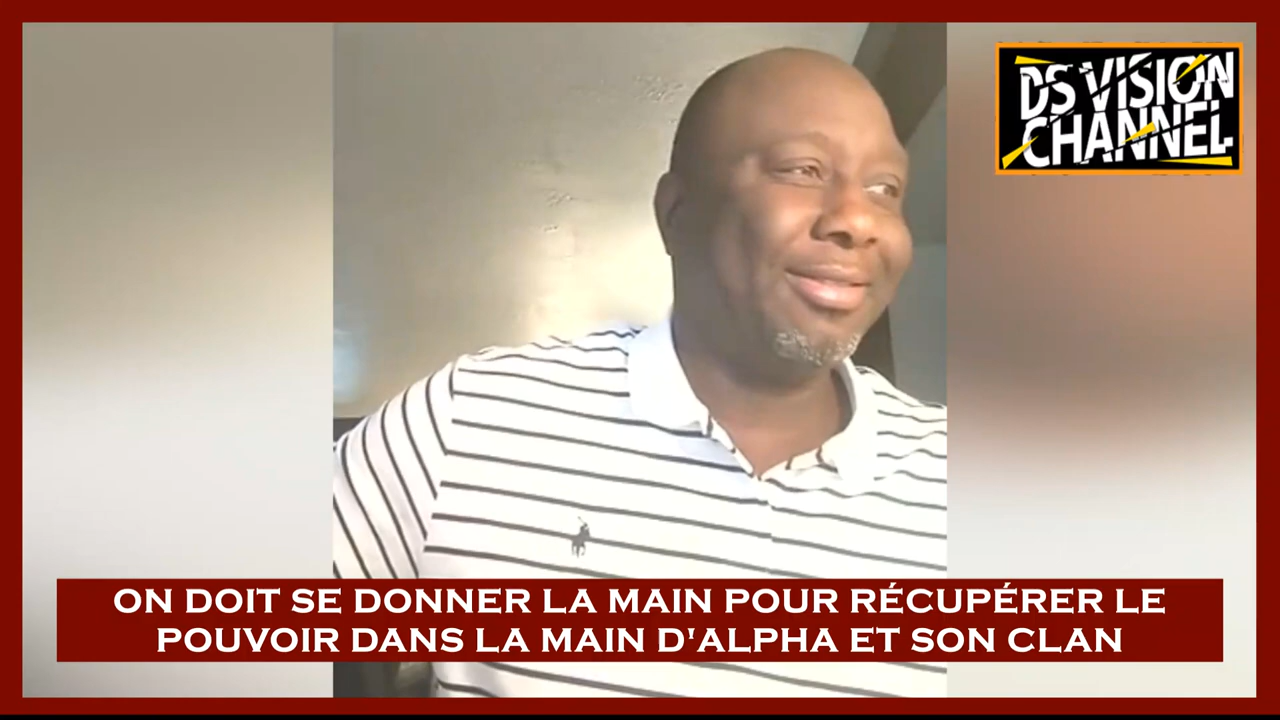 DS VISION
CHANNEL
ON DOIT SE DONNER LA MAIN POUR RÉCUPÉRER LE
POUVOIR DANS LA MAIN D'ALPHA ET SON CLAN